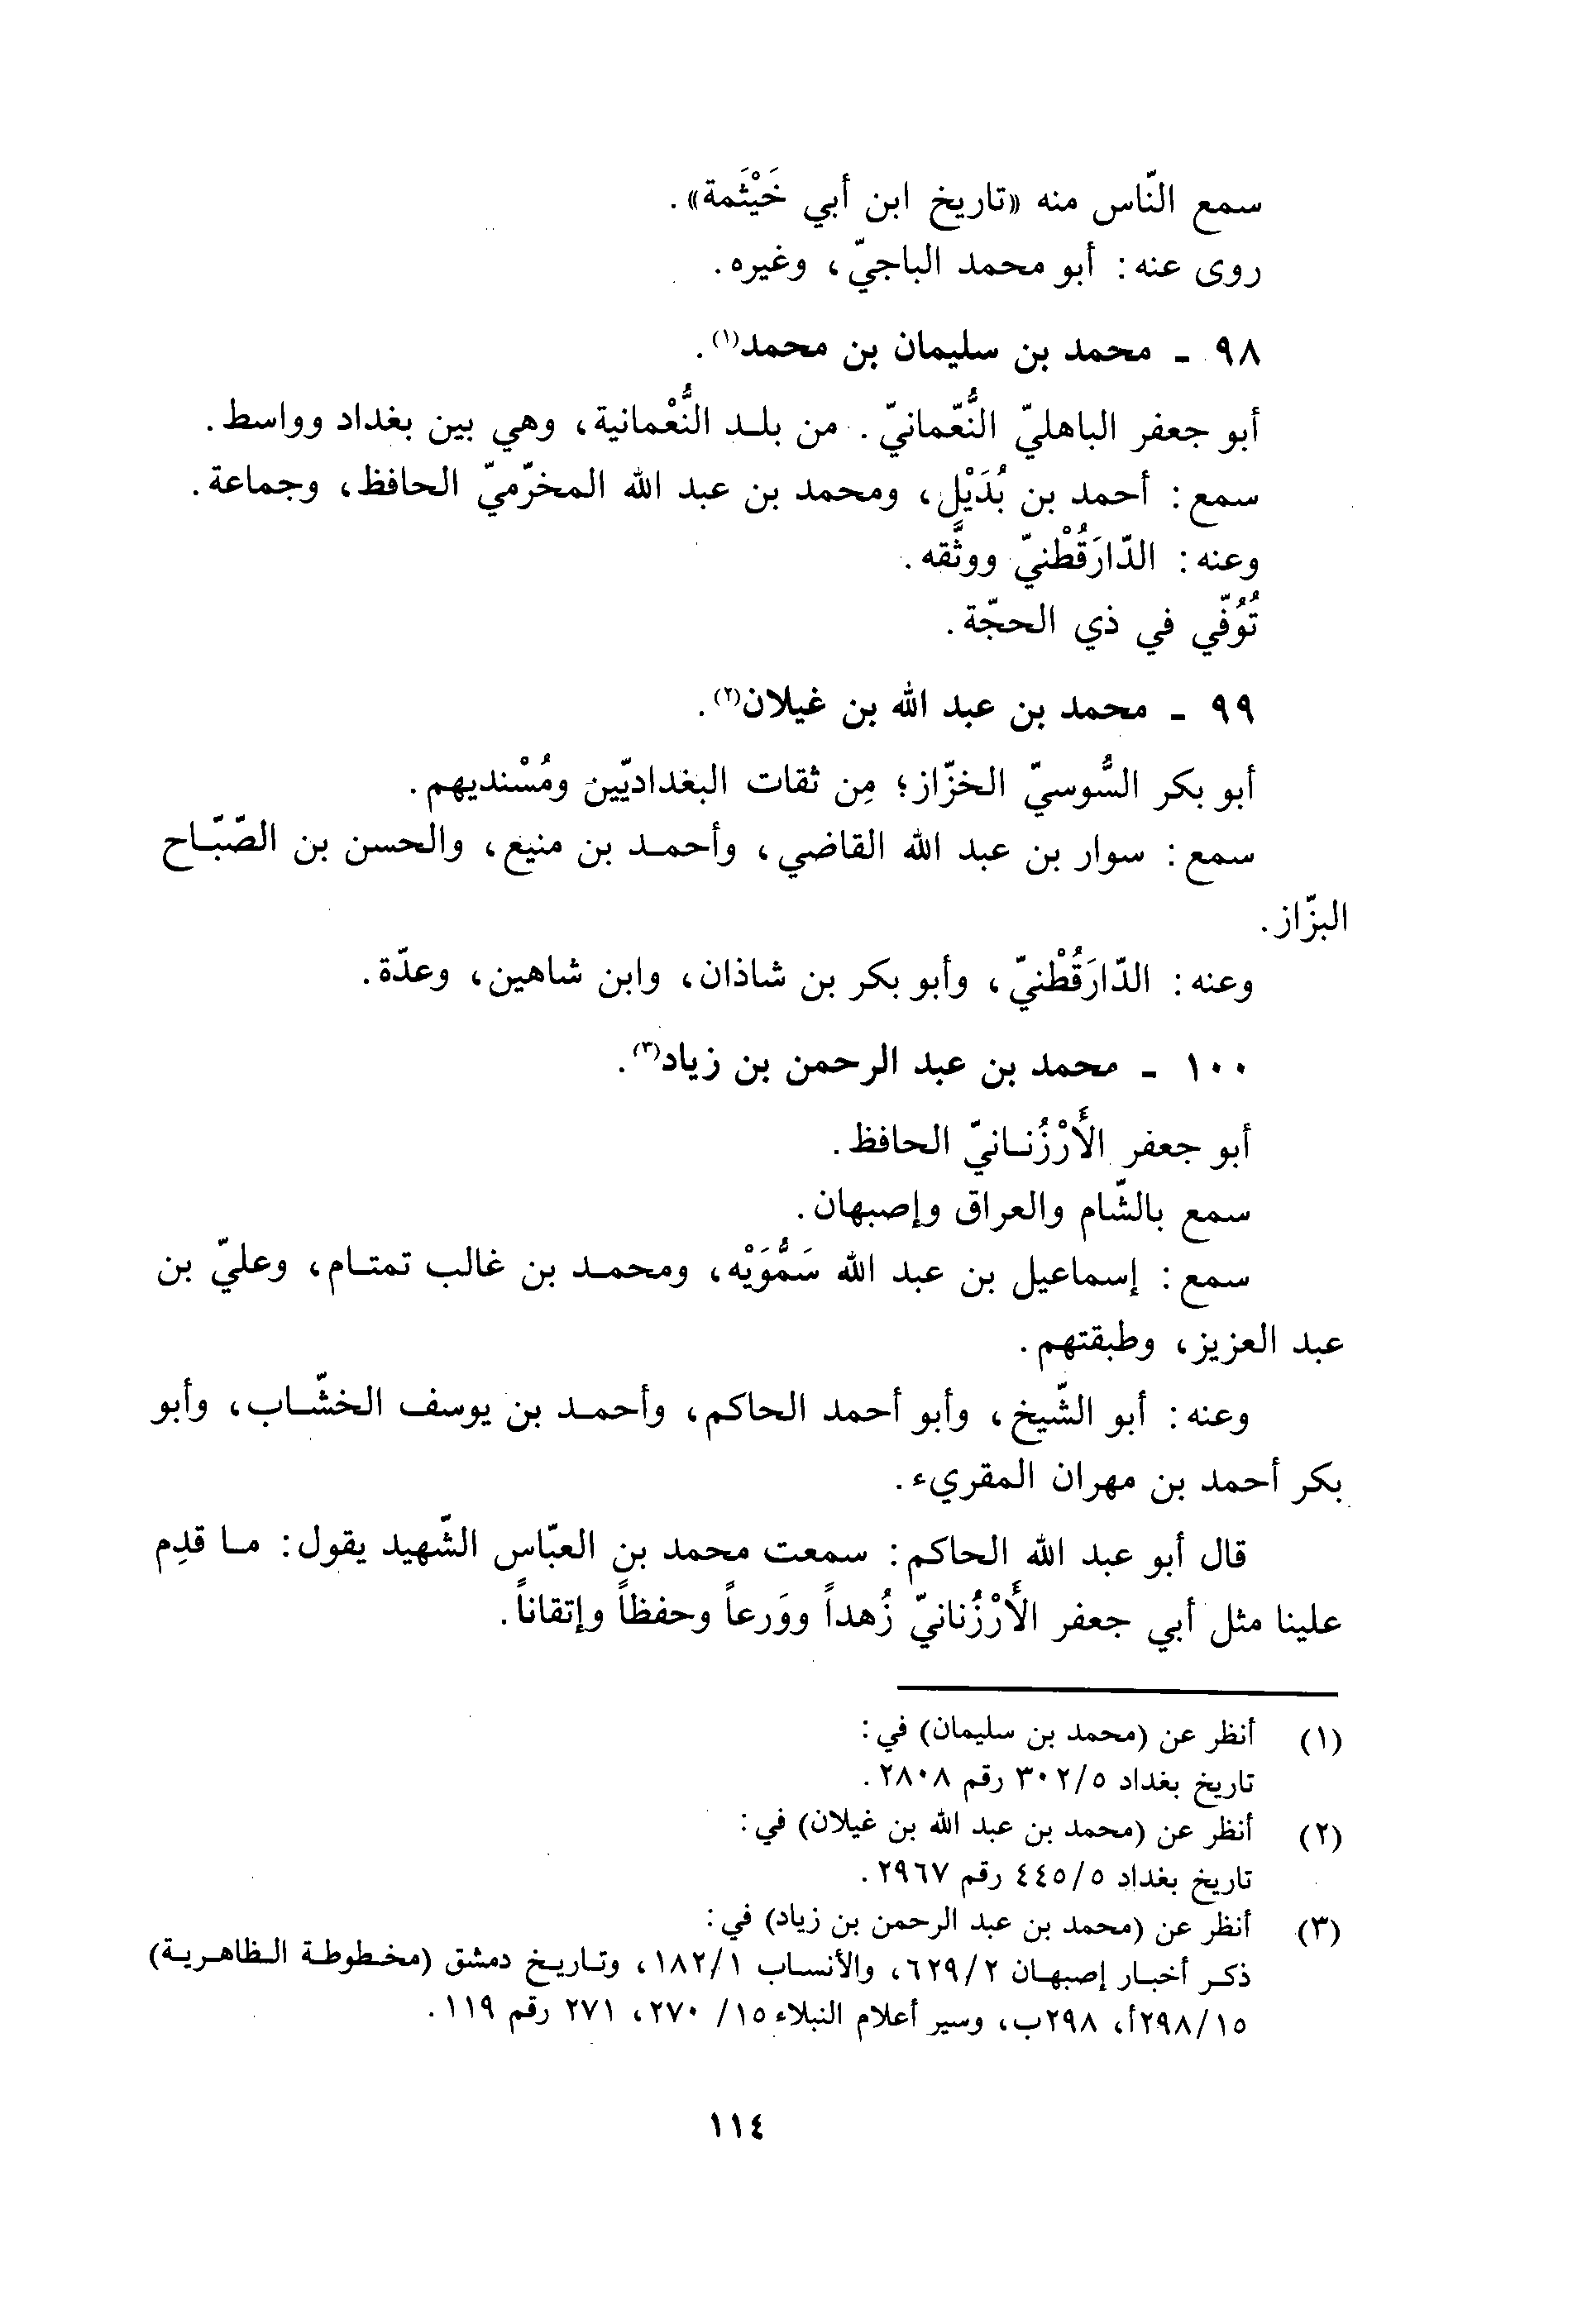 سمع النّاس منه «تاريخ ابن أبي خَيْثَمة».
روى عنه: أبو محمد الباجيّ، وغيره.
٩٨ - محمد بن سليمان بن محمد(١).
أبو جعفر الباهليّ النُّعّمانيّ. من بلد النُّعْمانية، وهي بين بغداد وواسط.
سمع: أحمد بن بُدَيْل، ومحمد بن عبد الله المخرّميّ الحافظ، وجماعة.
وعنه: الدّارَقُطْنيّ ووثَّقه.
تُوُفّي في ذي الحجّة.
٩٩ - محمد بن عبد الله بن غيلان(٢).
أبو بكر السُّوسيّ الخزّاز؛ مِن ثقات البغداديّين ومُسْنديهم.
سمع: سوار بن عبد الله القاضي، وأحمد بن منيع، والحسن بن الصّبّاح
البزّاز.
وعنه: الدّارَقُطْنيّ، وأبو بكر بن شاذان، وابن شاهين، وعدّة.
١٠٠ - محمد بن عبد الرحمن بن زياد(٣).
أبو جعفر الأَرْزُنانيّ الحافظ.
سمع بالشّام والعراق وإصبهان.
سمع: إسماعيل بن عبد الله سَمُّوَيْه، ومحمد بن غالب تمتام، وعليّ بن
عبد العزيز، وطبقتهم.
وعنه: أبو الشّيخ، وأبو أحمد الحاكم، وأحمد بن يوسف الخشّاب، وأبو
بكر أحمد بن مهران المقريء.
قال أبو عبد الله الحاكم: سمعت محمد بن العبّاس الشّهيد يقول: ما قدِم
علينا مثل أبي جعفر الأَرْزُنانيّ زُهداً ووَرعاً وحفظاً وإتقاناً.
(١) أنظر عن (محمد بن سليمان) في:
تاريخ بغداد ٣٠٢/٥ رقم ٢٨٠٨.
(٢) أنظر عن (محمد بن عبد الله بن غيلان) في:
تاريخ بغداد ٤٤٥/٥ رقم ٢٩٦٧.
(٣) أنظر عن (محمد بن عبد الرحمن بن زياد) في:
ذكر أخبار إصبهان ٦٢٩/٢، والأنساب ١٨٢/١، وتاريخ دمشق (مخطوطة الظاهرية)
٢٩٨/١٥أ، ٢٩٨ب، وسير أعلام النبلاء ١٥/ ٢٧٠، ٢٧١ رقم ١١٩.
١١٤